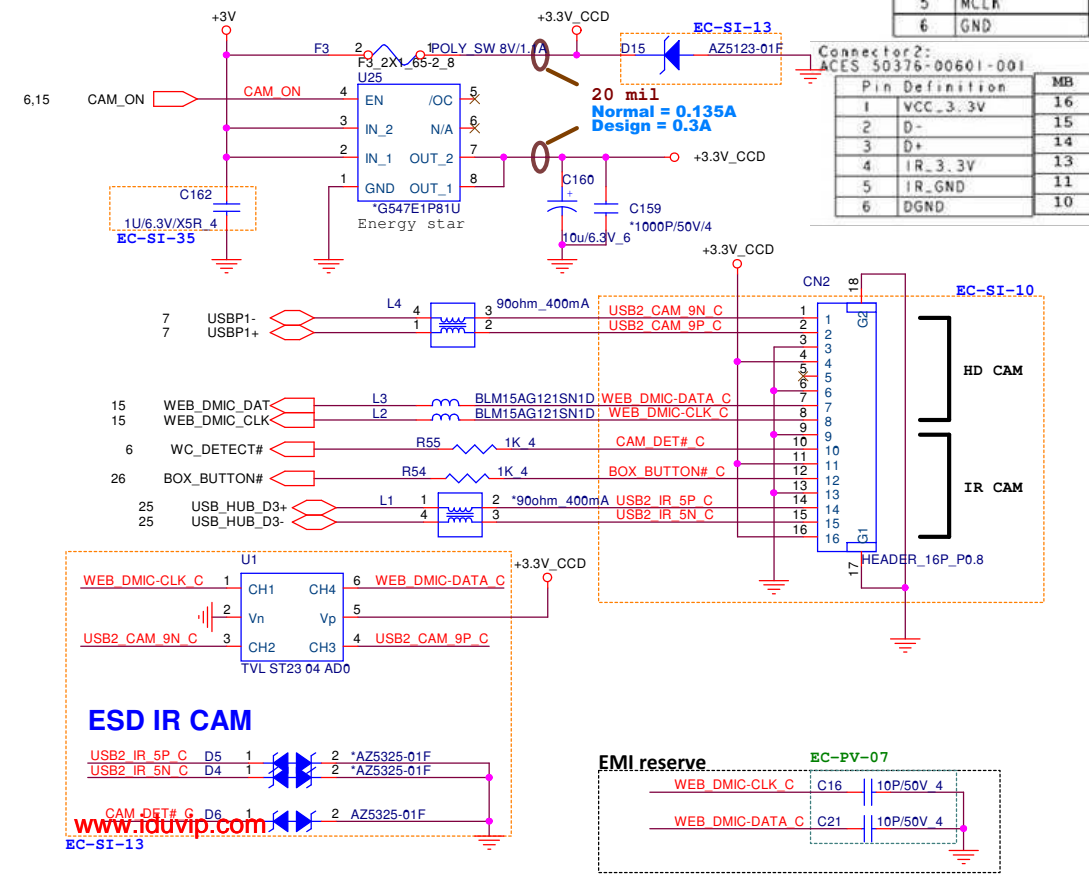 +3V
+3.3V_CCD
EC-SI-13
F3
2
1
POLY_SW 8V/1.1A
F3_2X1_65-2_8
D15
AZ5123-01F
U25
6,15
CAM_ON
CAM_ON
4
EN
/OC
5
3
IN_2
N/A
6
2
IN_1
OUT_2
7
1
GND
OUT_1
8
*G547E1P81U
Energy star
20 mil
Normal = 0.135A
Design = 0.3A
+3.3V_CCD
C162
1U/6.3V/X5R_4
EC-SI-35
C160
+
10u/6.3V_6
C159
*1000P/50V/4
5 MCLK
6 GND
Connector2:
ACES 50376-00601-001
Pin Definition MB
1 VCC_3.3V 16
2 D- 15
3 D+ 14
4 IR_3.3V 13
5 IR_GND 11
6 DGND 10
+3.3V_CCD
CN2
EC-SI-10
18
G2
7 USBP1-
7 USBP1+
L4
4 3
1 2
90ohm_400mA
USB2_CAM_9N_C
USB2_CAM_9P_C
1 1
2 2
3 3
4 4
5 5
6 6
7 7
8 8
9 9
10 10
11 11
12 12
13 13
14 14
15 15
16 16
HD CAM
IR CAM
15 WEB_DMIC_DAT
15 WEB_DMIC_CLK
L3 BLM15AG121SN1D WEB_DMIC-DATA_C
L2 BLM15AG121SN1D WEB_DMIC-CLK_C
6 WC_DETECT# R55 1K_4 CAM_DET#_C
26 BOX_BUTTON# R54 1K_4 BOX_BUTTON#_C
25 USB_HUB_D3+
25 USB_HUB_D3-
L1
1 2
4 3
*90ohm_400mA
USB2_IR_5P_C
USB2_IR_5N_C
G1
17
HEADER_16P_P0.8
U1
+3.3V_CCD
WEB_DMIC-CLK_C 1 CH1 CH4 6 WEB_DMIC-DATA_C
2 Vn Vp 5
USB2_CAM_9N_C 3 CH2 CH3 4 USB2_CAM_9P_C
TVL ST23 04 AD0
ESD IR CAM
USB2_IR_5P_C D5 1 2 *AZ5325-01F
USB2_IR_5N_C D4 1 2 *AZ5325-01F
CAM_DET#_C D6 1 2 AZ5325-01F
www.iduvip.com
EC-SI-13
EMI reserve
EC-PV-07
WEB_DMIC-CLK_C C16 10P/50V_4
WEB_DMIC-DATA_C C21 10P/50V_4